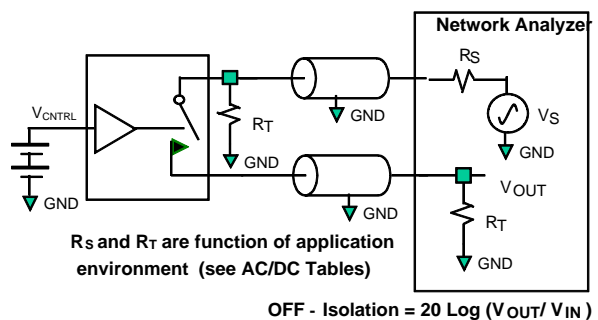 Network Analyzer
RS
VCNTRL
RT
GND
VS
GND
GND
VOUT
GND
RT
GND
GND
RS and RT are function of application
environment (see AC/DC Tables)
OFF - Isolation = 20 Log (VOUT/ VIN )